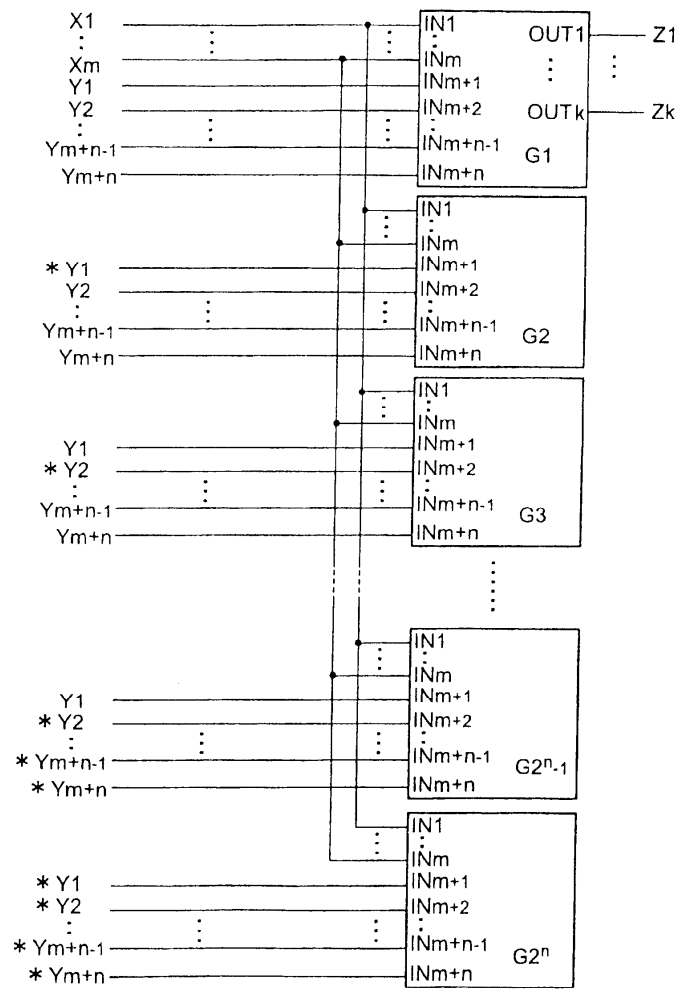 X1 IN1 OUT1 Z1
Xm INm
Y1 INm+1
Y2 INm+2 OUTk Zk
Ym+n-1 INm+n-1
Ym+n INm+n G1
IN1
INm
* Y1 INm+1
Y2 INm+2
Ym+n-1 INm+n-1 G2
Ym+n INm+n
IN1
INm
Y1 INm+1
* Y2 INm+2
Ym+n-1 INm+n-1 G3
Ym+n INm+n
IN1
INm
Y1 INm+1
* Y2 INm+2
* Ym+n-1 INm+n-1 G2ⁿ-1
* Ym+n INm+n
IN1
INm
* Y1 INm+1
* Y2 INm+2
* Ym+n-1 INm+n-1 G2ⁿ
* Ym+n INm+n